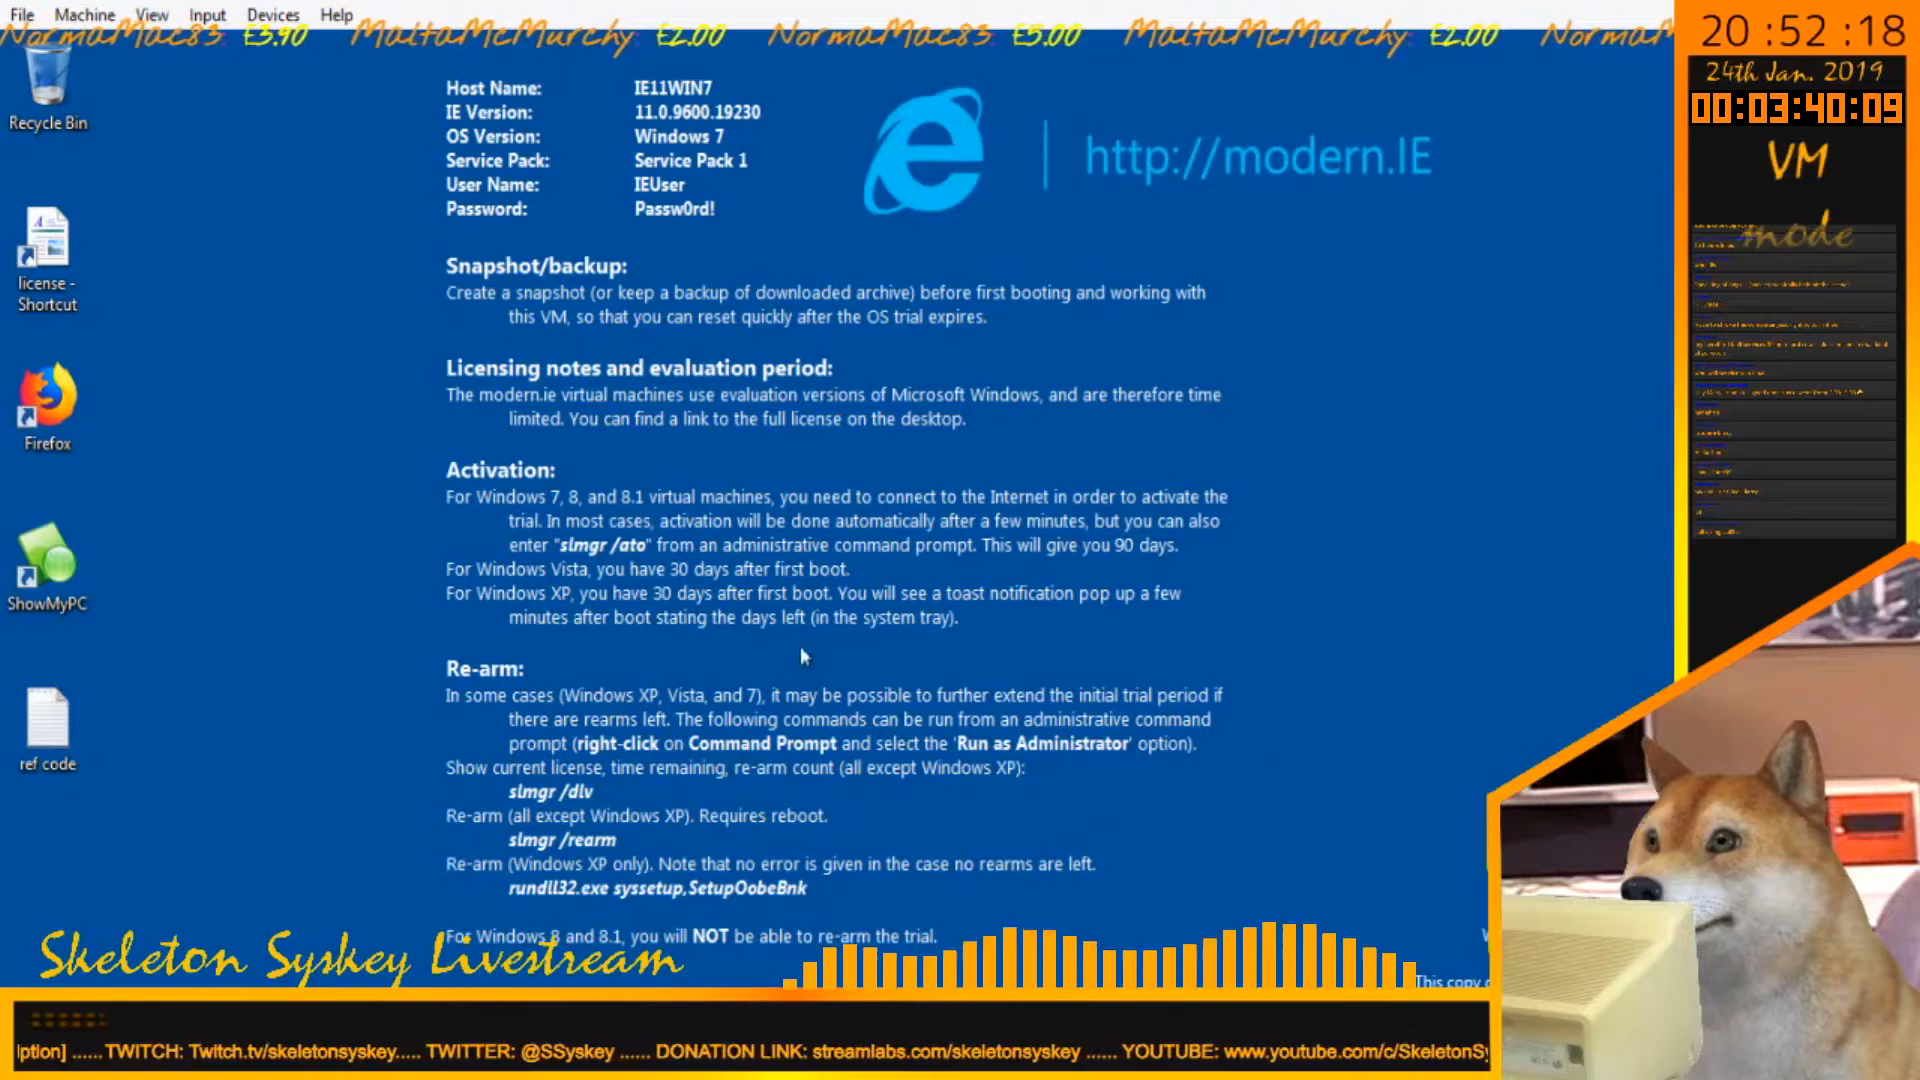 File Machine View Input Devices Help
NormaMac83: £3.90 MaltaMcMurchy: £2.00 NormaMac83: £5.00 MaltaMcMurchy: £2.00 NormaM
20 :52 :18
24th Jan. 2019
00:03:40:09
VM
mode
Recycle Bin
license -
Shortcut
Firefox
ShowMyPC
ref code
Host Name: IE11WIN7
IE Version: 11.0.9600.19230
OS Version: Windows 7
Service Pack: Service Pack 1
User Name: IEUser
Password: Passw0rd!
http://modern.IE
Snapshot/backup:
Create a snapshot (or keep a backup of downloaded archive) before first booting and working with
this VM, so that you can reset quickly after the OS trial expires.
Licensing notes and evaluation period:
The modern.ie virtual machines use evaluation versions of Microsoft Windows, and are therefore time
limited. You can find a link to the full license on the desktop.
Activation:
For Windows 7, 8, and 8.1 virtual machines, you need to connect to the Internet in order to activate the
trial. In most cases, activation will be done automatically after a few minutes, but you can also
enter "slmgr /ato" from an administrative command prompt. This will give you 90 days.
For Windows Vista, you have 30 days after first boot.
For Windows XP, you have 30 days after first boot. You will see a toast notification pop up a few
minutes after boot stating the days left (in the system tray).
Re-arm:
In some cases (Windows XP, Vista, and 7), it may be possible to further extend the initial trial period if
there are rearms left. The following commands can be run from an administrative command
prompt (right-click on Command Prompt and select the 'Run as Administrator' option).
Show current license, time remaining, re-arm count (all except Windows XP):
slmgr /dlv
Re-arm (all except Windows XP). Requires reboot.
slmgr /rearm
Re-arm (Windows XP only). Note that no error is given in the case no rearms are left.
rundll32.exe syssetup,SetupOobeBnk
For Windows 8 and 8.1, you will NOT be able to re-arm the trial.
Skeleton Syskey Livestream
This copy
iption] ......TWITCH: Twitch.tv/skeletonsyskey..... TWITTER: @SSyskey ...... DONATION LINK: streamlabs.com/skeletonsyskey ...... YOUTUBE: www.youtube.com/c/SkeletonSy